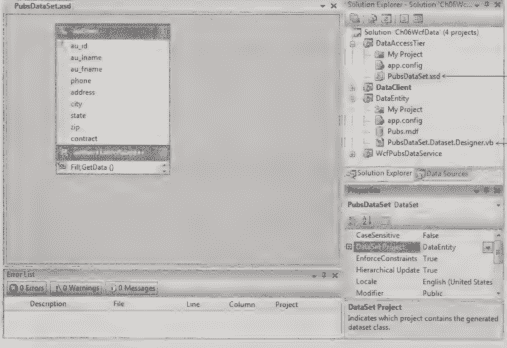 PubsDataSet.xsd
au_id
au_lname
au_fname
phone
address
city
state
zip
contract
Fill,GetData ()
Solution Explorer - Solution 'Ch06Wc...
Solution 'Ch06WcfData' (4 projects)
DataAccessTier
My Project
app.config
PubsDataSet.xsd
DataClient
DataEntity
My Project
app.config
Pubs.mdf
PubsDataSet.Dataset.Designer.vb
WcfPubsDataService
Solution Explorer Data Sources
Properties
PubsDataSet DataSet
CaseSensitive False
DataSet Project DataEntity
EnforceConstraints True
Hierarchical Update True
Locale English (United States
Modifier Public
DataSet Project
Indicates which project contains the generated
dataset class.
Error List
0 Errors 0 Warnings 0 Messages
Description File Line Column Project